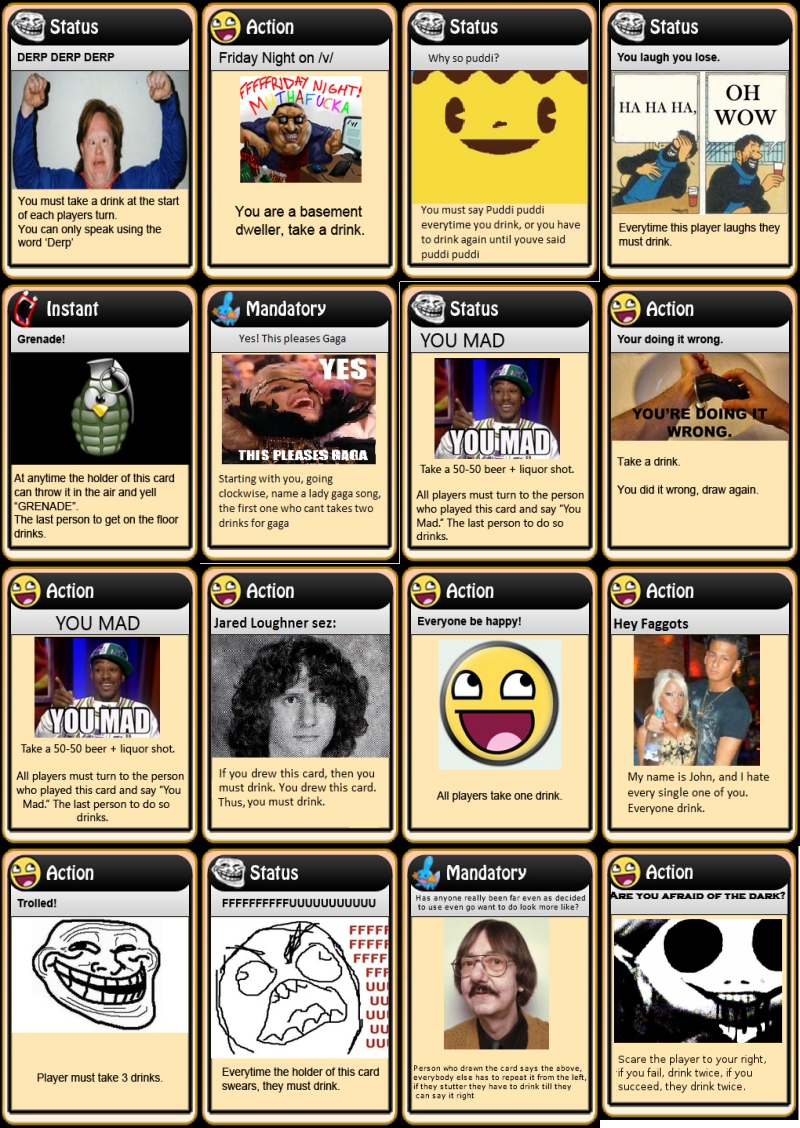 Status
DERP DERP DERP
You must take a drink at the start
of each players turn.
You can only speak using the
word 'Derp'
Action
Friday Night on /v/
FFFFFRIDAY NIGHT!
MUTHAFUCKA
You are a basement
dweller, take a drink.
Status
Why so puddi?
You must say Puddi puddi
everytime you drink, or you have
to drink again until youve said
puddi puddi
Status
You laugh you lose.
HA HA HA,
OH
WOW
Everytime this player laughs they
must drink.
Instant
Grenade!
At anytime the holder of this card
can throw it in the air and yell
"GRENADE".
The last person to get on the floor
drinks.
Mandatory
Yes! This pleases Gaga
YES
THIS PLEASES GAGA
Starting with you, going
clockwise, name a lady gaga song,
the first one who cant takes two
drinks for gaga
Status
YOU MAD
YOU MAD
Take a 50-50 beer + liquor shot.
All players must turn to the person
who played this card and say "You
Mad." The last person to do so
drinks.
Action
Your doing it wrong.
YOU'RE DOING IT
WRONG.
Take a drink.
You did it wrong, draw again.
Action
YOU MAD
YOU MAD
Take a 50-50 beer + liquor shot.
All players must turn to the person
who played this card and say "You
Mad." The last person to do so
drinks.
Action
Jared Loughner sez:
If you drew this card, then you
must drink. You drew this card.
Thus, you must drink.
Action
Everyone be happy!
All players take one drink.
Action
Hey Faggots
My name is John, and I hate
every single one of you.
Everyone drink.
Action
Trolled!
Player must take 3 drinks.
Status
FFFFFFFFFFUUUUUUUUUUU
FFFFF
FFFFF
FFFF
FFF
UUU
UU
UU
UU
UUU
Everytime the holder of this card
swears, they must drink.
Mandatory
Has anyone really been far even as decided
to use even go want to do look more like?
Person who drawn the card says the above,
everybody else has to repeat it from the left,
if they stutter they have to drink till they
can say it right
Action
ARE YOU AFRAID OF THE DARK?
Scare the player to your right,
if you fail, drink twice, if you
succeed, they drink twice.